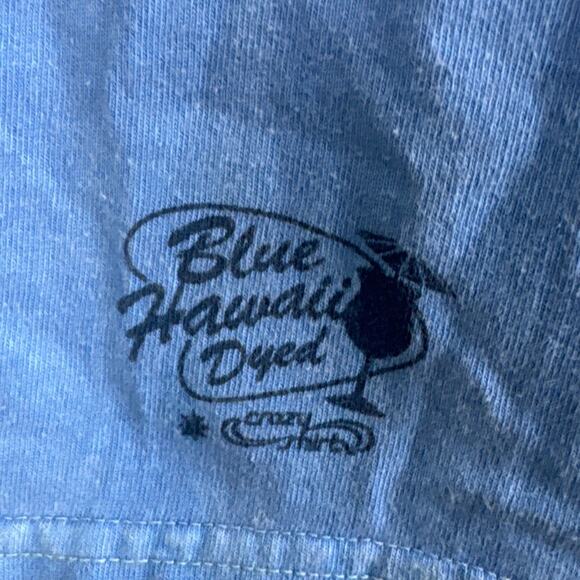 Blue
Hawaii
Dyed
crazy
shirts